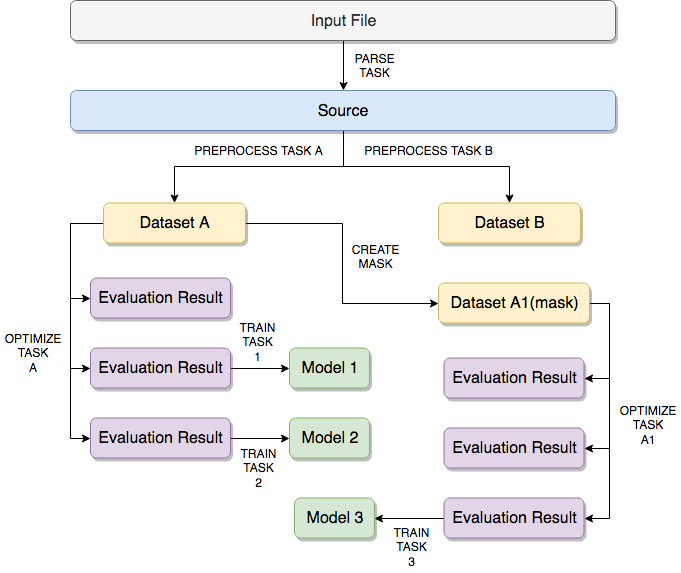 Input File
PARSE
TASK
Source
PREPROCESS TASK A
PREPROCESS TASK B
Dataset A
Dataset B
CREATE
MASK
Evaluation Result
Dataset A1(mask)
OPTIMIZE
TASK
A
TRAIN
TASK
1
Evaluation Result
Model 1
Evaluation Result
OPTIMIZE
TASK
A1
Evaluation Result
Model 2
Evaluation Result
TRAIN
TASK
2
Model 3
Evaluation Result
TRAIN
TASK
3